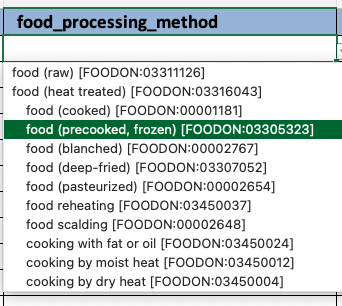 food_processing_method
food (raw) [FOODON:03311126]
food (heat treated) [FOODON:03316043]
food (cooked) [FOODON:00001181]
food (precooked, frozen) [FOODON:03305323]
food (blanched) [FOODON:00002767]
food (deep-fried) [FOODON:03307052]
food (pasteurized) [FOODON:00002654]
food reheating [FOODON:03450037]
food scalding [FOODON:00002648]
cooking with fat or oil [FOODON:03450024]
cooking by moist heat [FOODON:03450012]
cooking by dry heat [FOODON:03450004]